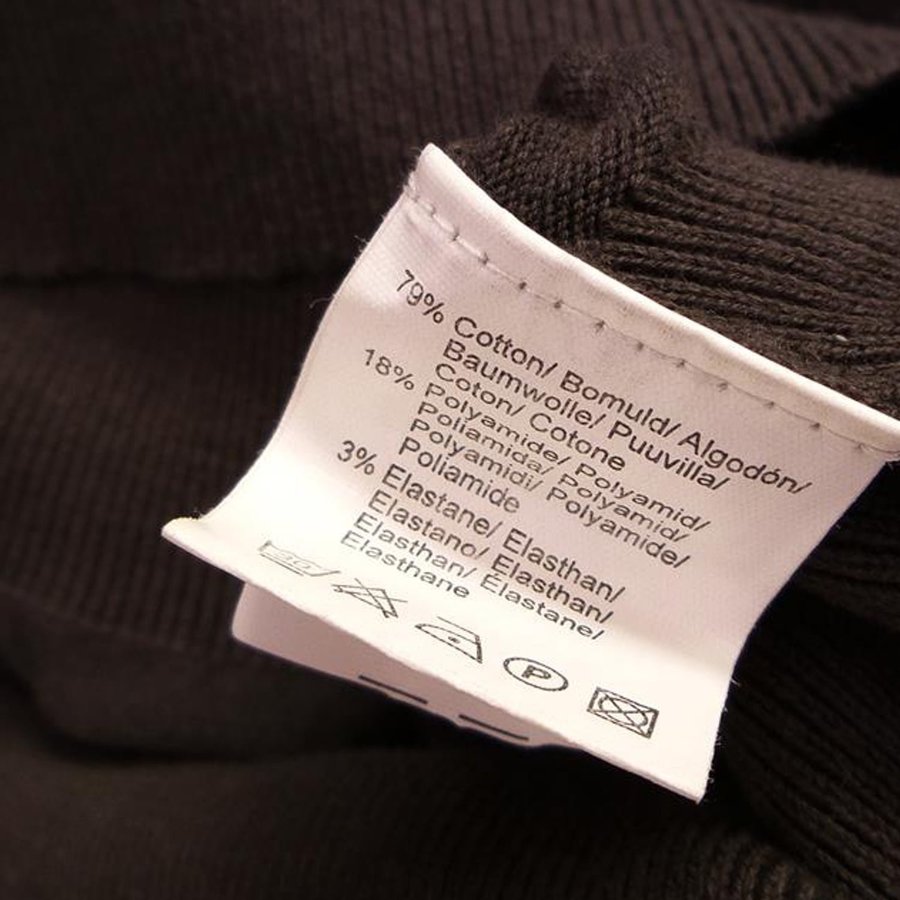 79% Cotton/ Bomuld/ Algodón/
Baumwolle/ Puuvilla/
Coton/ Cotone
18% Polyamide/ Polyamid/
Poliamida/ Polyamid/
Polyamidi/ Polyamide/
Poliamide
3% Elastane/ Elasthan/
Elastano/ Elasthan/
Elasthan/ Élastane/
Elasthane
P